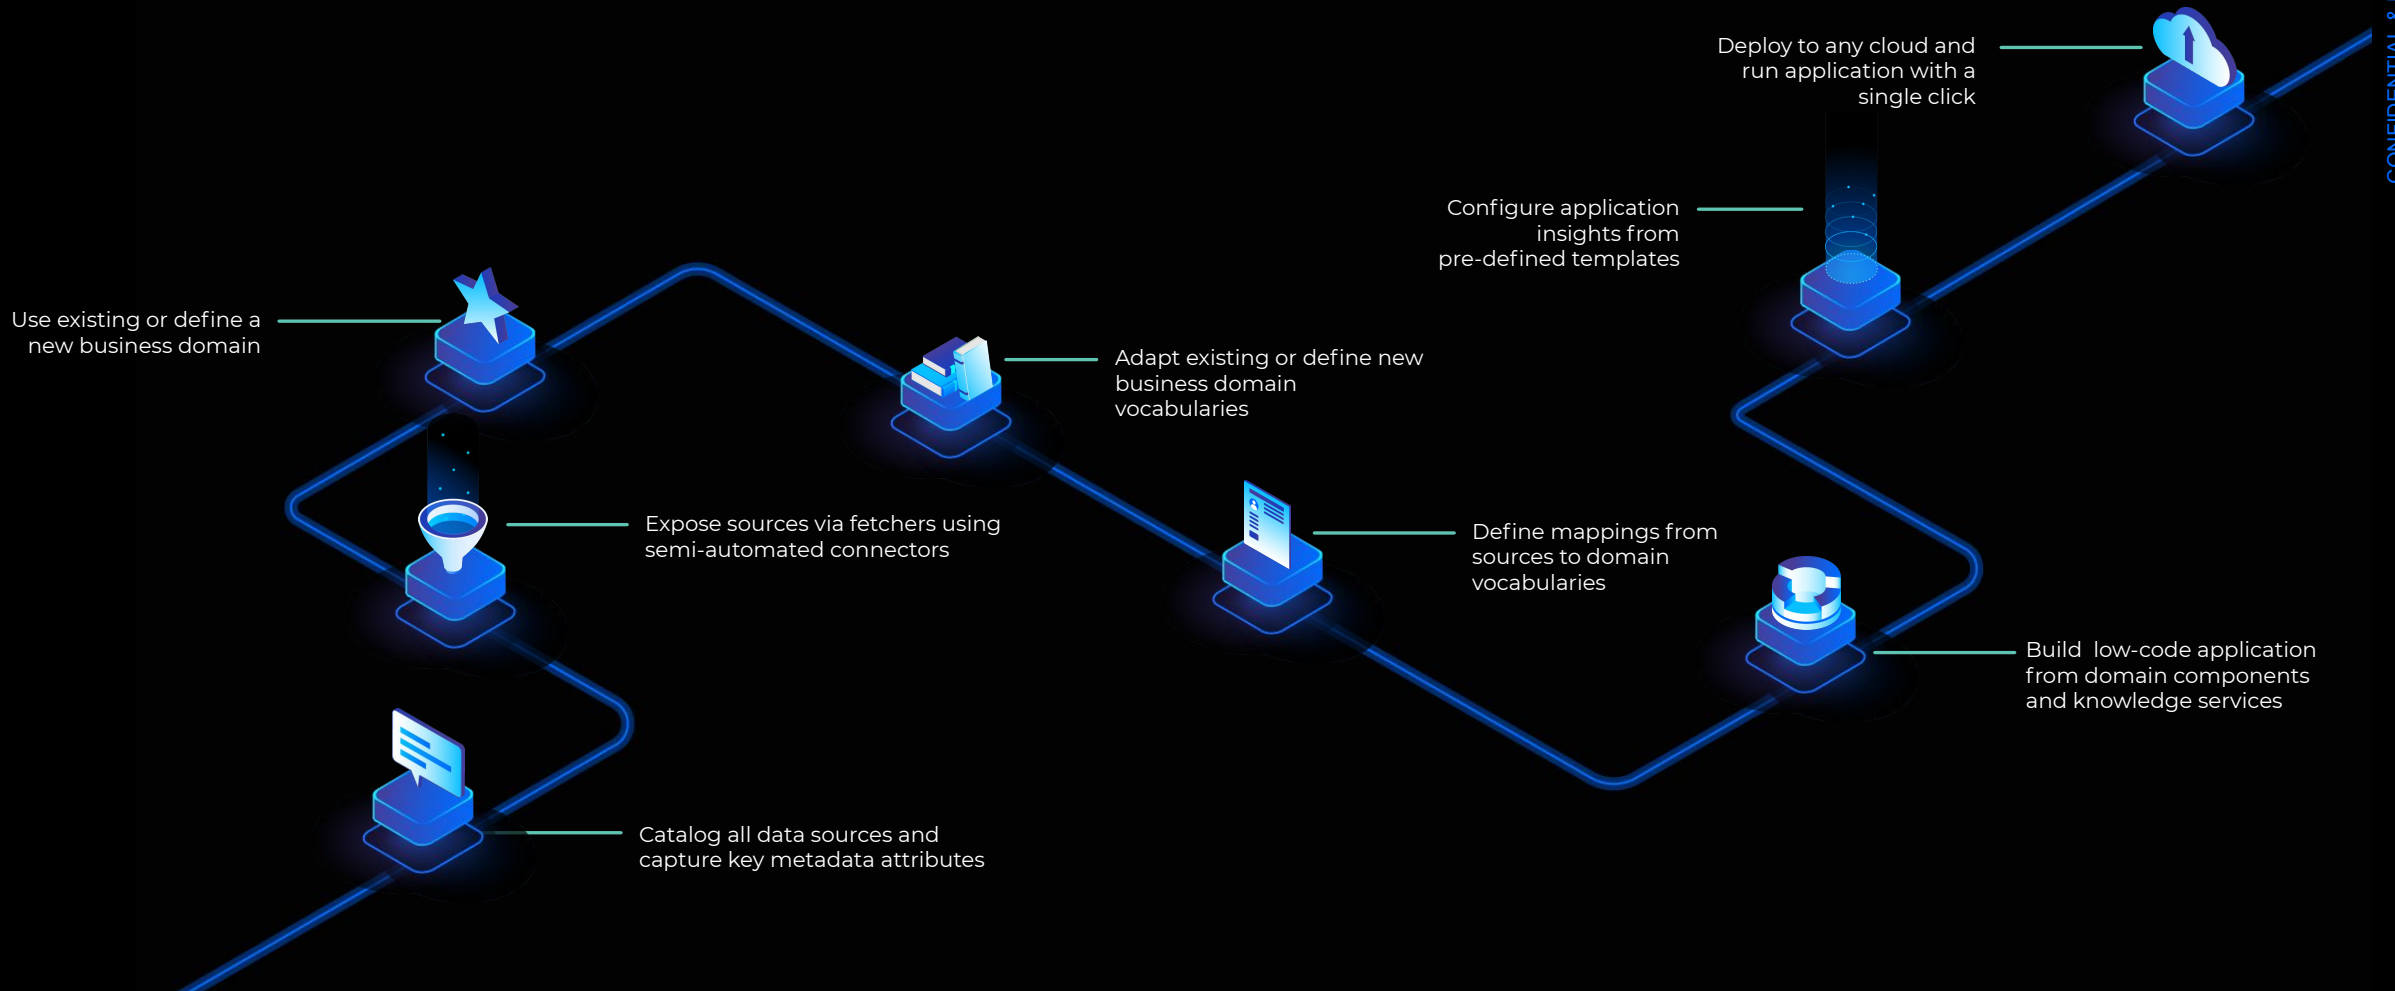 Deploy to any cloud and
run application with a
single click
Configure application
insights from
pre-defined templates
Use existing or define a
new business domain
Adapt existing or define new
business domain
vocabularies
Expose sources via fetchers using
semi-automated connectors
Define mappings from
sources to domain
vocabularies
Build  low-code application
from domain components
and knowledge services
Catalog all data sources and
capture key metadata attributes
CONFIDENTIAL &